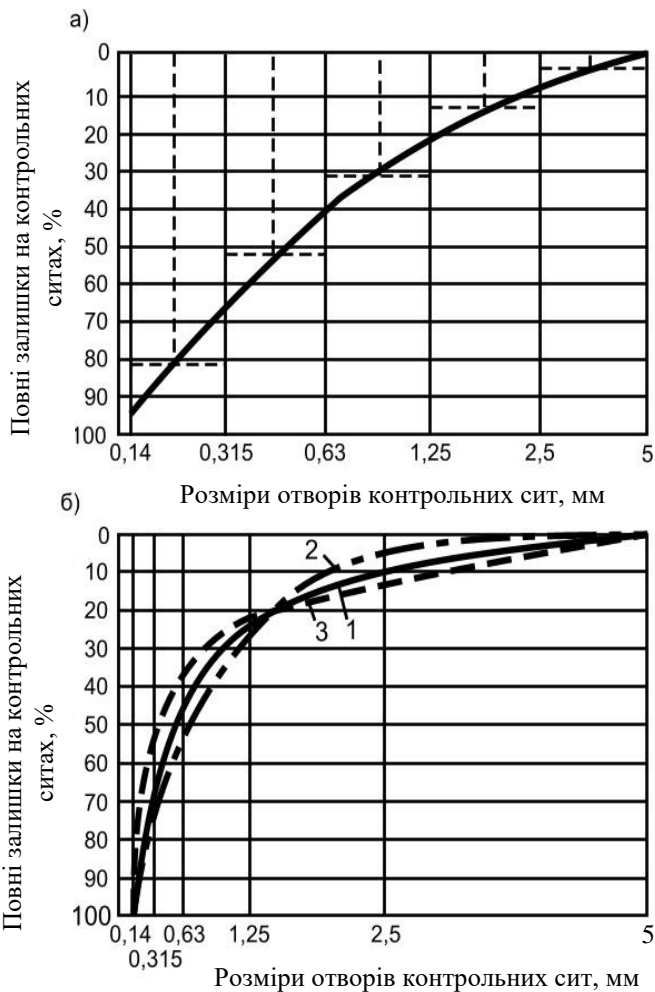 а)
Повні залишки на контрольних
ситах, %
0
10
20
30
40
50
60
70
80
90
100
0,14 0,315 0,63 1,25 2,5 5
Розміри отворів контрольних сит, мм
б)
Повні залишки на контрольних
ситах, %
0
10
20
30
40
50
60
70
80
90
100
2
3 1
0,14 0,63 1,25 2,5 5
0,315
Розміри отворів контрольних сит, мм